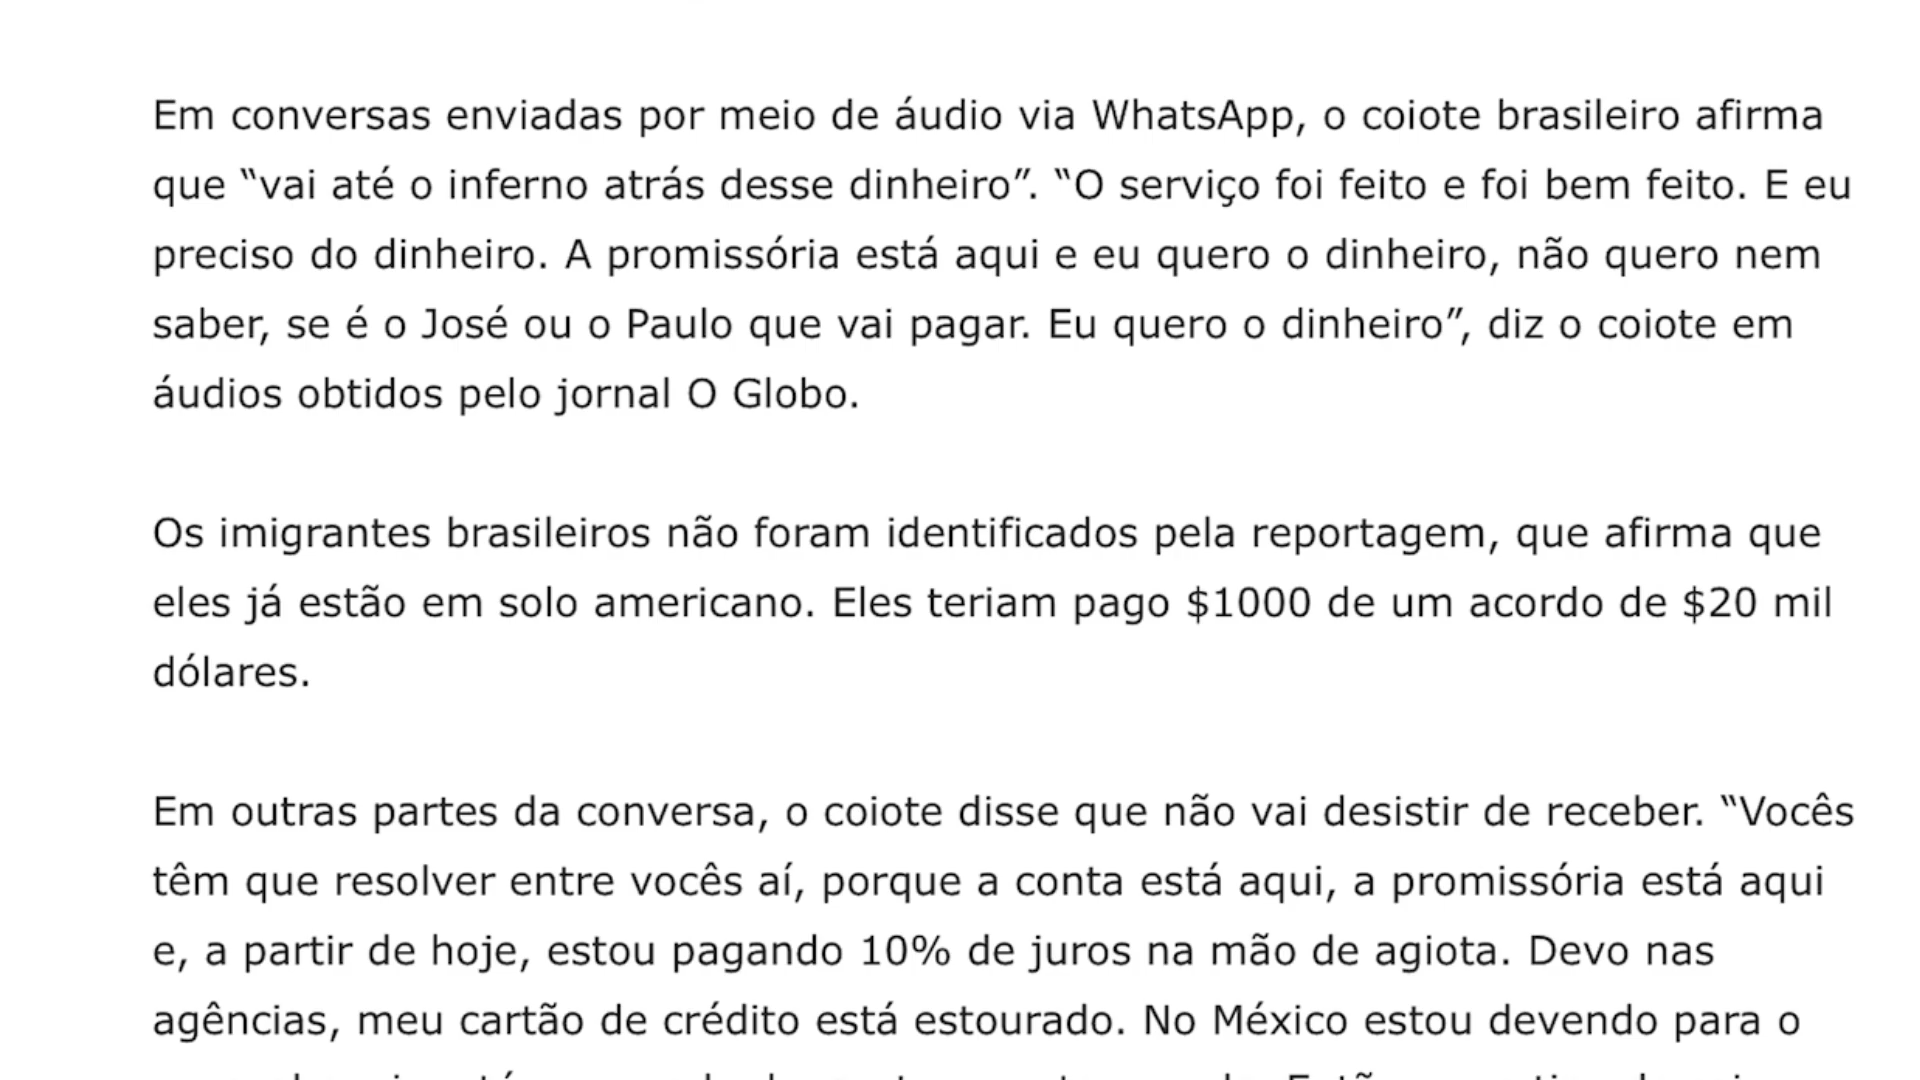 Em conversas enviadas por meio de áudio via WhatsApp, o coiote brasileiro afirma
que “vai até o inferno atrás desse dinheiro”. “O serviço foi feito e foi bem feito. E eu
preciso do dinheiro. A promissória está aqui e eu quero o dinheiro, não quero nem
saber, se é o José ou o Paulo que vai pagar. Eu quero o dinheiro”, diz o coiote em
áudios obtidos pelo jornal O Globo.
Os imigrantes brasileiros não foram identificados pela reportagem, que afirma que
eles já estão em solo americano. Eles teriam pago $1000 de um acordo de $20 mil
dólares.
Em outras partes da conversa, o coiote disse que não vai desistir de receber. “Vocês
têm que resolver entre vocês aí, porque a conta está aqui, a promissória está aqui
e, a partir de hoje, estou pagando 10% de juros na mão de agiota. Devo nas
agências, meu cartão de crédito está estourado. No México estou devendo para o